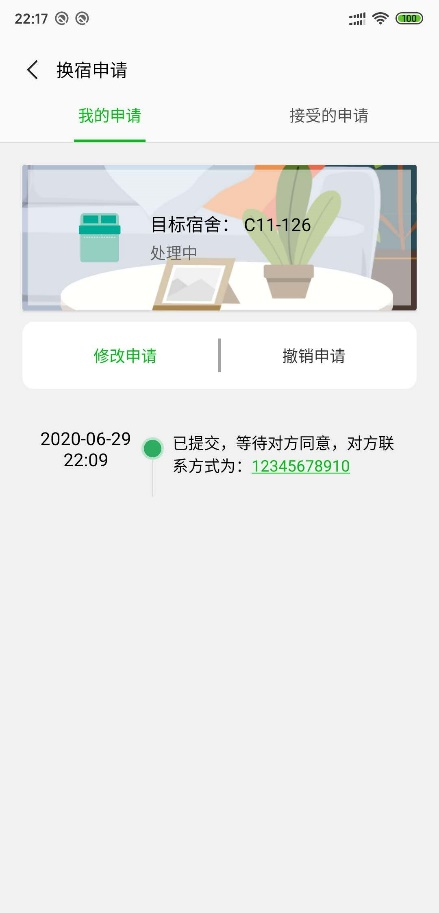 22:17
100
换宿申请
我的申请
接受的申请
目标宿舍： C11-126
处理中
修改申请
撤销申请
2020-06-29
22:09
已提交，等待对方同意，对方联
系方式为：12345678910